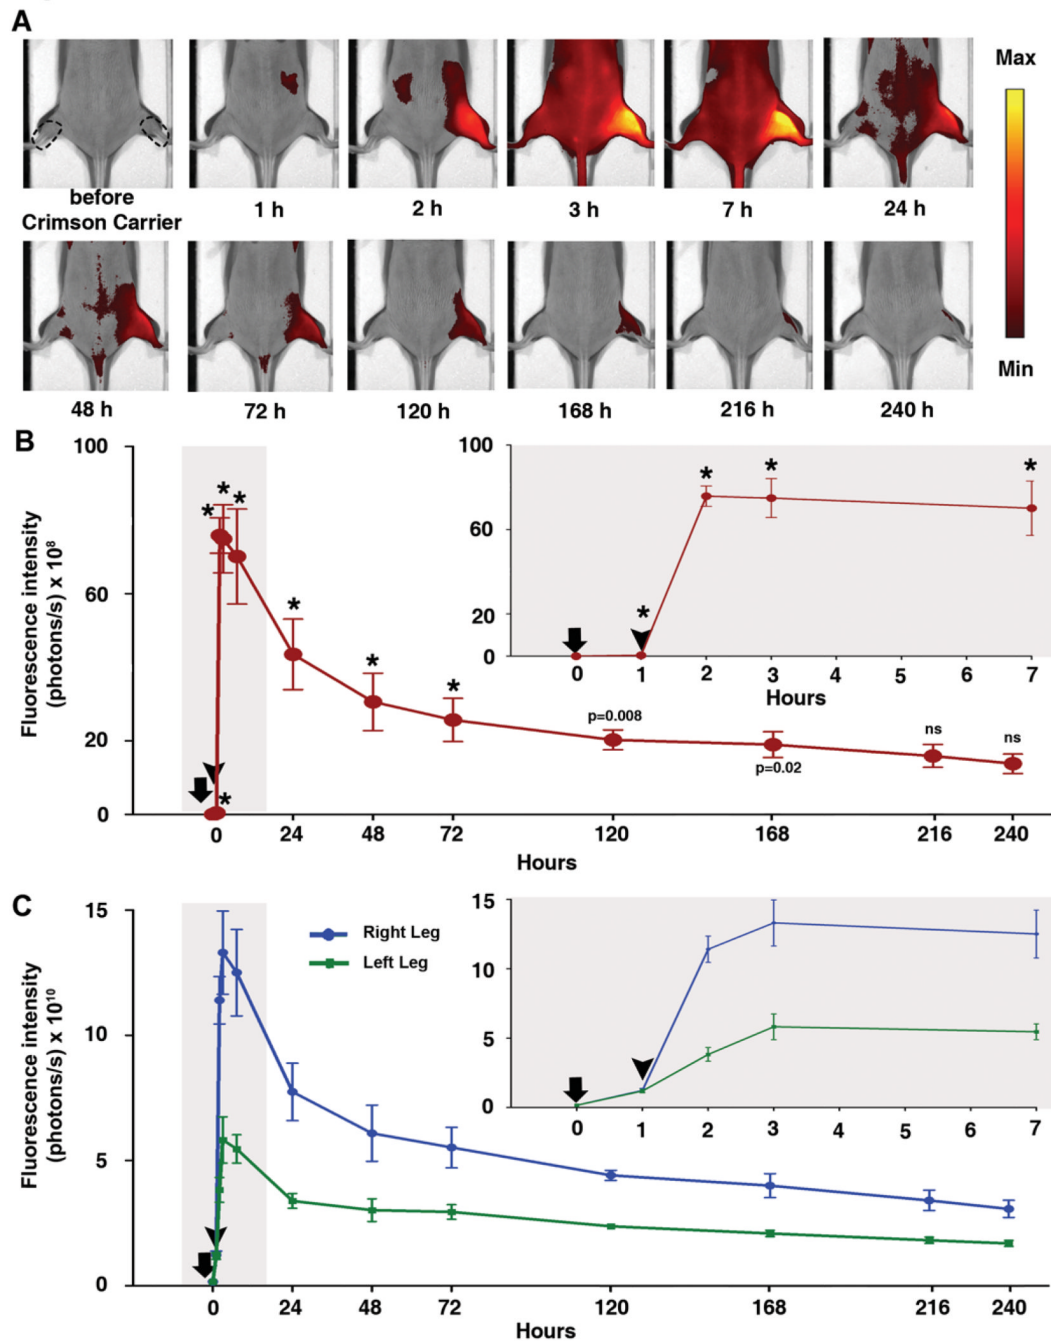 A
before
Crimson Carrier
1 h
2 h
3 h
7 h
24 h
Max
Min
48 h
72 h
120 h
168 h
216 h
240 h
B
Fluorescence intensity
(photons/s) x 10⁸
100
60
20
0
*
*
*
*
*
*
*
p=0.008
p=0.02
ns
ns
0
24
48
72
120
168
216
240
Hours
100
60
20
0
*
*
*
*
0
1
2
3
4
5
6
7
Hours
C
Fluorescence intensity
(photons/s) x 10¹⁰
15
10
5
0
Right Leg
Left Leg
0
24
48
72
120
168
216
240
Hours
15
10
5
0
0
1
2
3
4
5
6
7